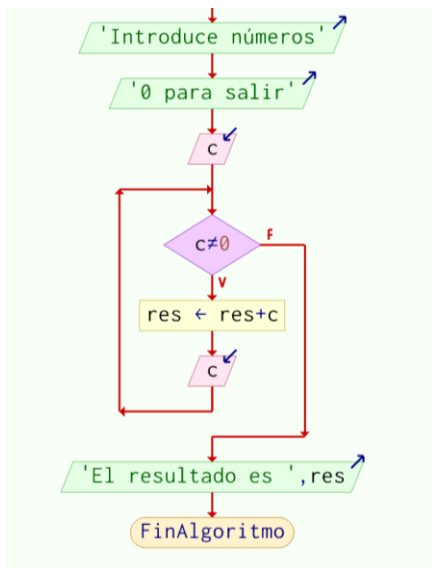 'Introduce números'
'0 para salir'
c
c≠0
F
V
res ← res+c
c
'El resultado es ',res
FinAlgoritmo